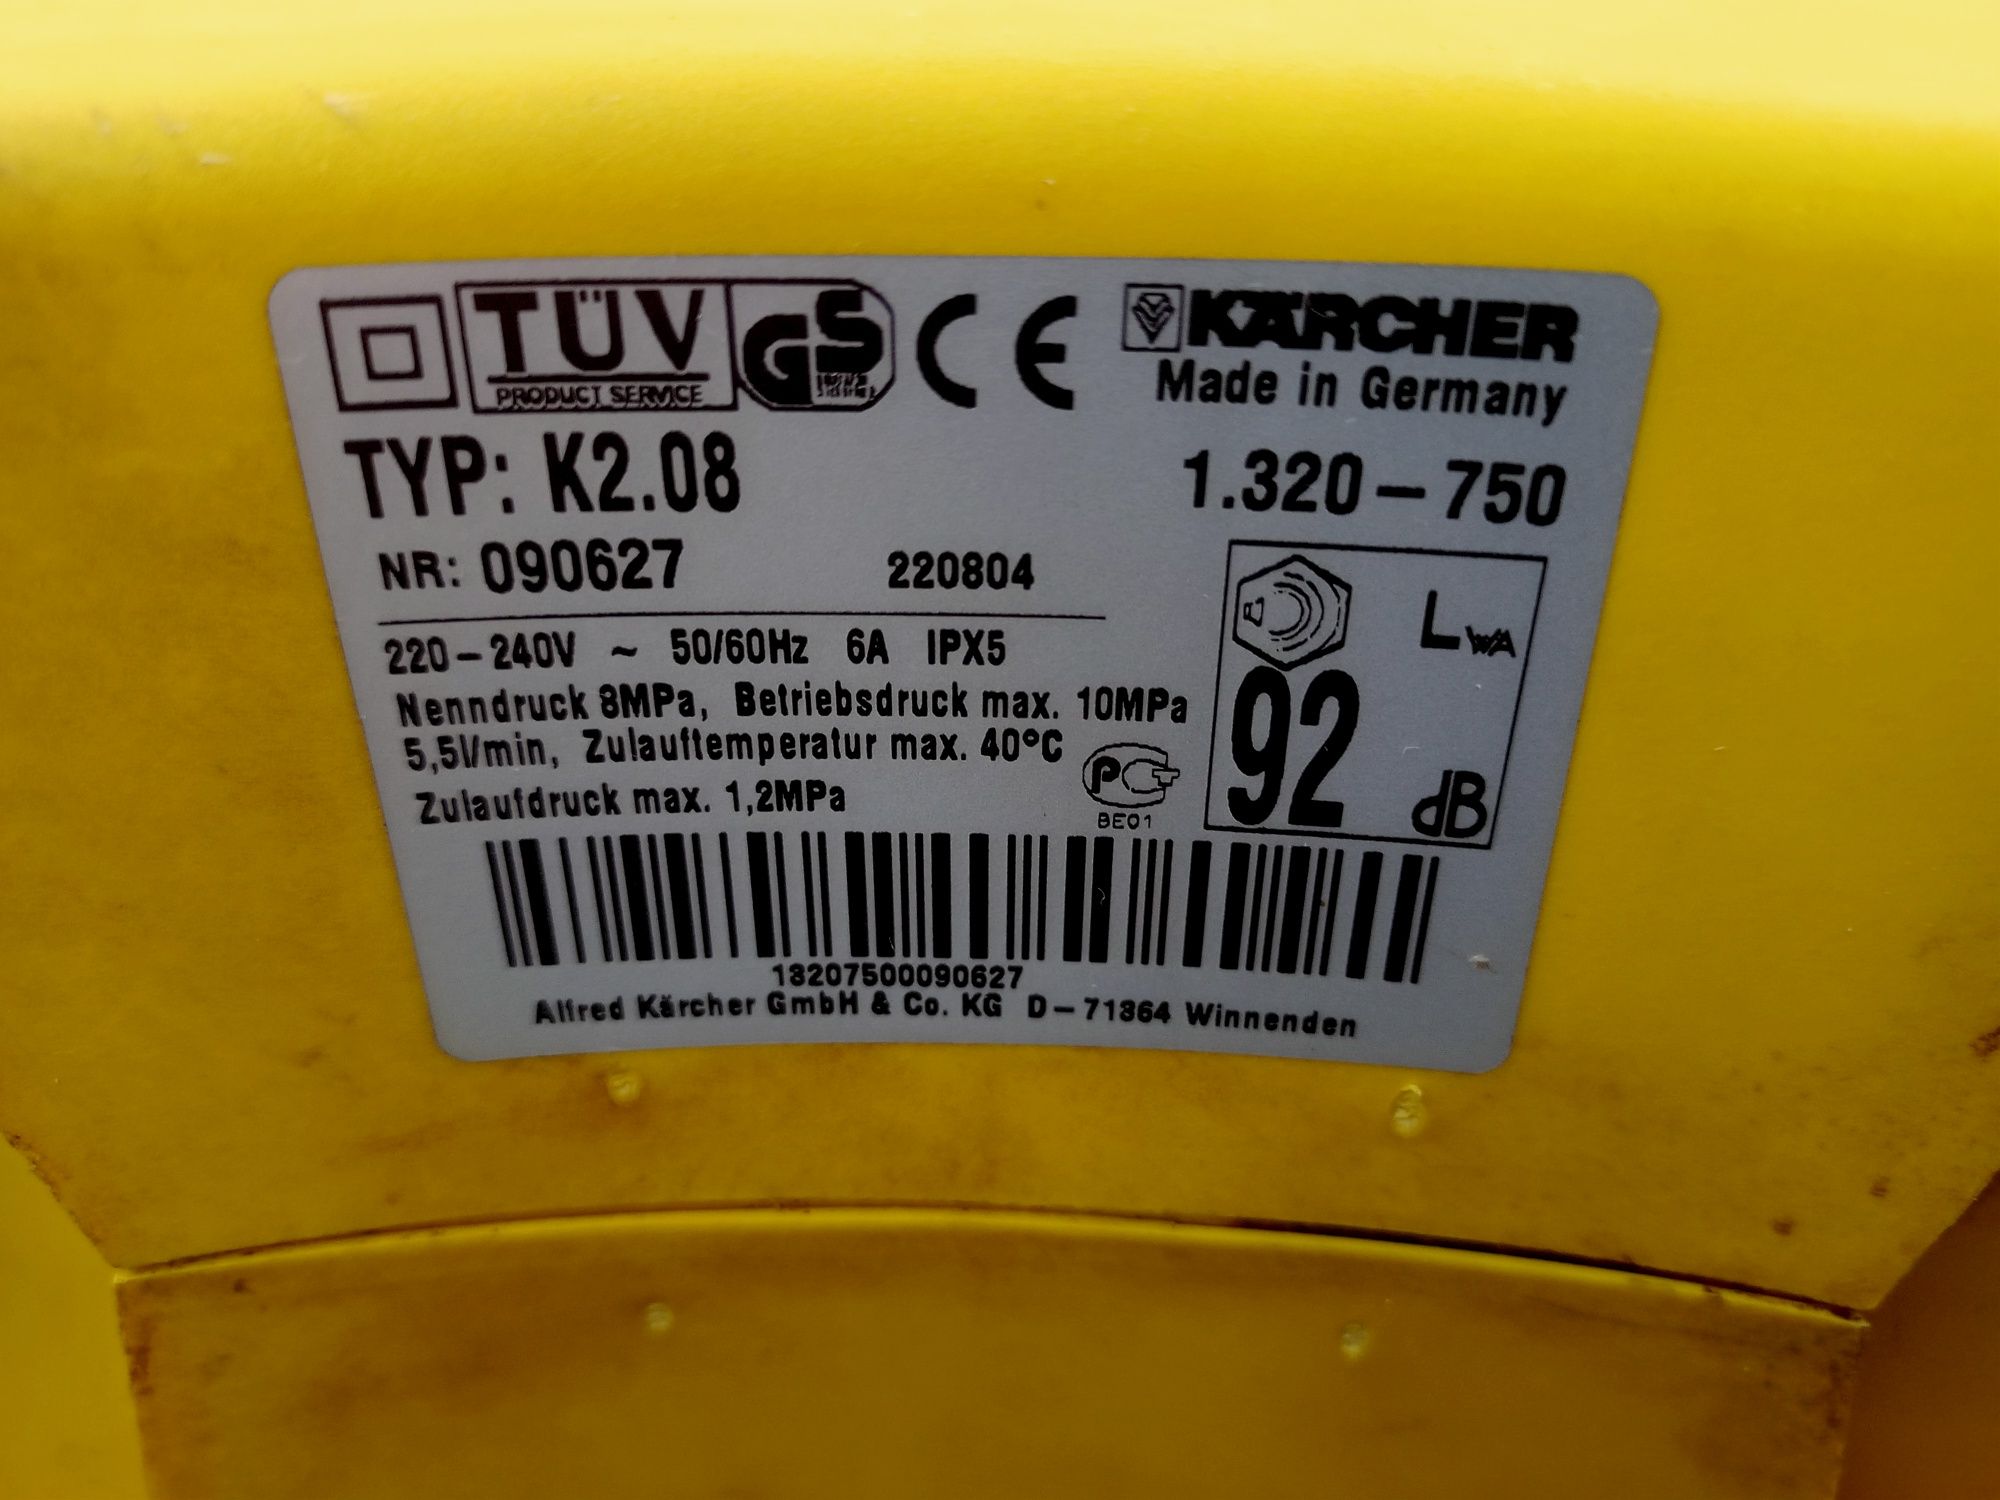 TÜV
PRODUCT SERVICE
GS
CE
KÄRCHER
Made in Germany
TYP: K2.08
1.320-750
NR: 090627 220804
220-240V ~ 50/60Hz 6A IPX5
Nenndruck 8MPa, Betriebsdruck max. 10MPa
5,5l/min, Zulauftemperatur max. 40°C
Zulaufdruck max. 1,2MPa
PCT
BE01
LWA
92 dB
13207500090627
Alfred Kärcher GmbH & Co. KG D-71364 Winnenden